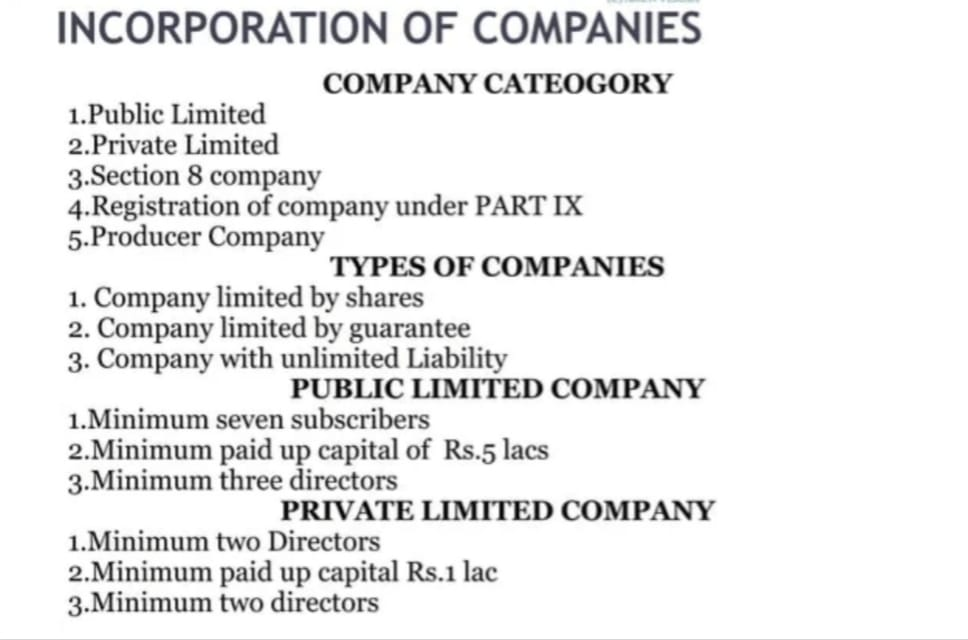 INCORPORATION OF COMPANIES
COMPANY CATEOGORY
1.Public Limited
2.Private Limited
3.Section 8 company
4.Registration of company under PART IX
5.Producer Company
TYPES OF COMPANIES
1. Company limited by shares
2. Company limited by guarantee
3. Company with unlimited Liability
PUBLIC LIMITED COMPANY
1.Minimum seven subscribers
2.Minimum paid up capital of Rs.5 lacs
3.Minimum three directors
PRIVATE LIMITED COMPANY
1.Minimum two Directors
2.Minimum paid up capital Rs.1 lac
3.Minimum two directors